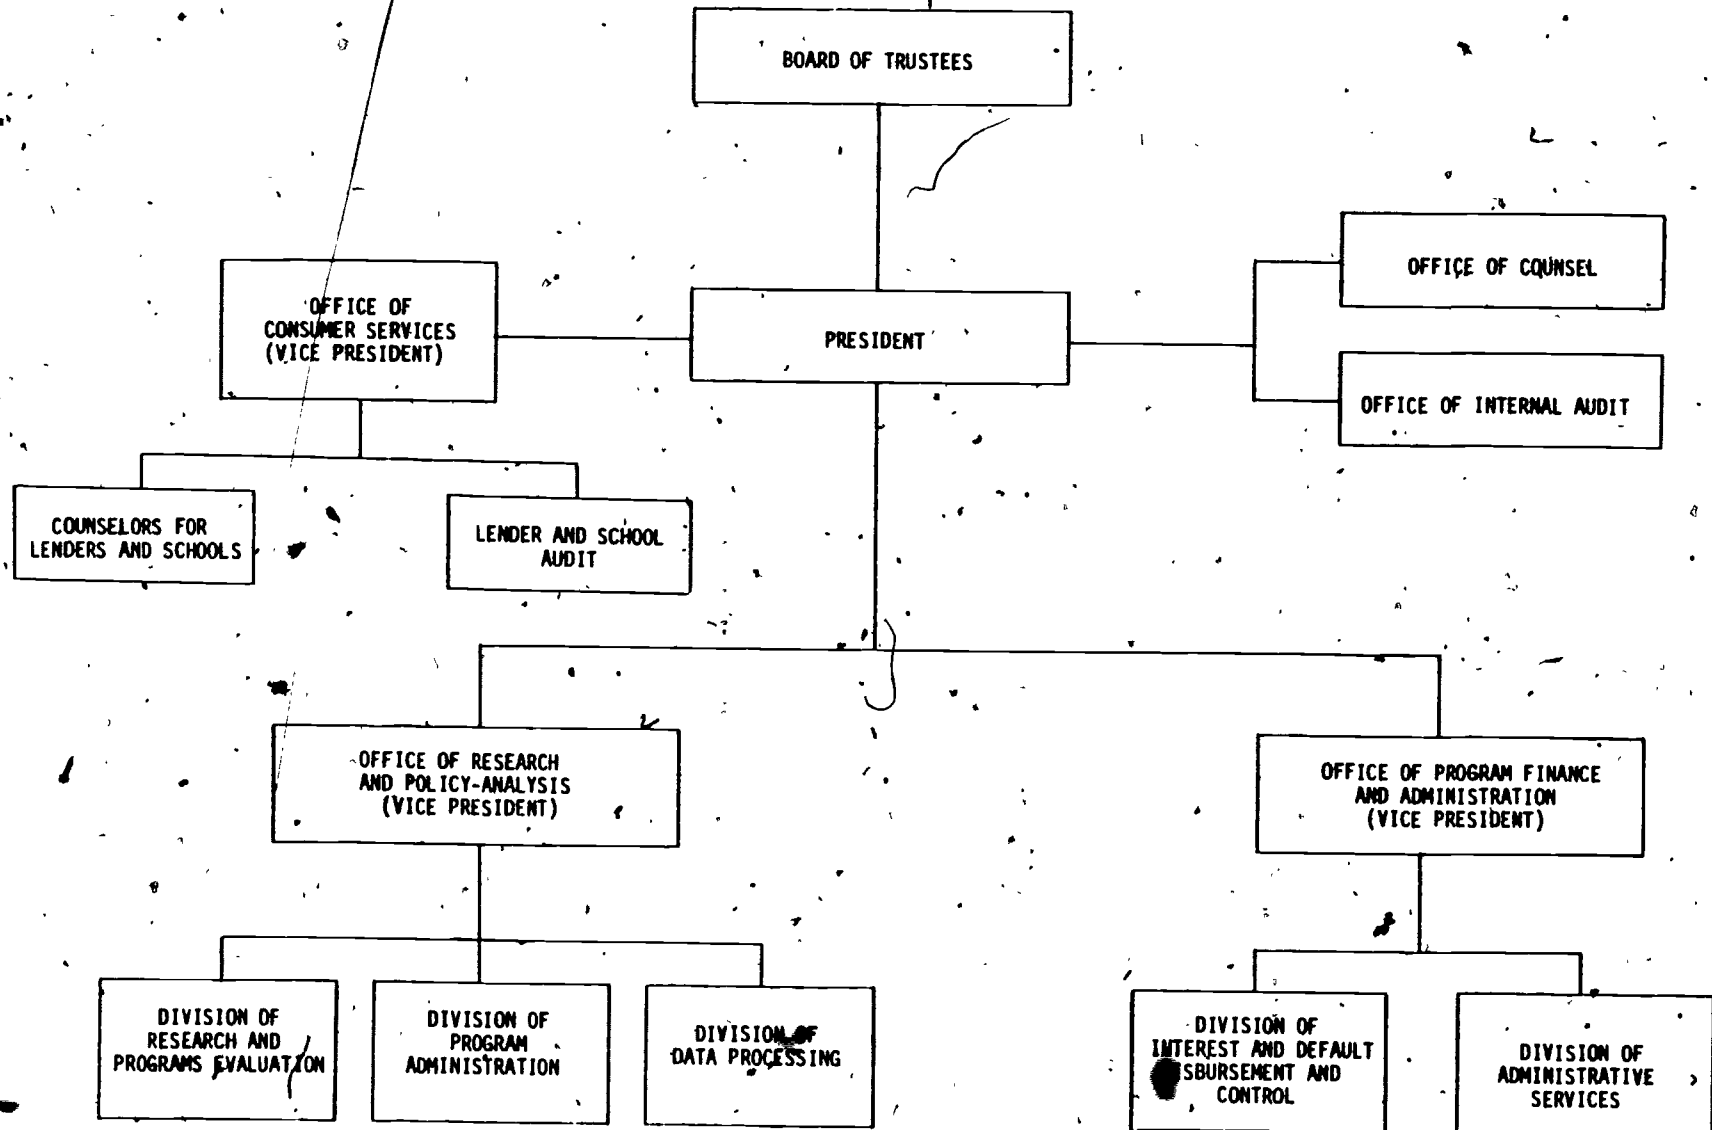 BOARD OF TRUSTEES
OFFICE OF COUNSEL
OFFICE OF
CONSUMER SERVICES
(VICE PRESIDENT)
PRESIDENT
OFFICE OF INTERNAL AUDIT
COUNSELORS FOR
LENDERS AND SCHOOLS
LENDER AND SCHOOL
AUDIT
OFFICE OF RESEARCH
AND POLICY-ANALYSIS
(VICE PRESIDENT)
OFFICE OF PROGRAM FINANCE
AND ADMINISTRATION
(VICE PRESIDENT)
DIVISION OF
RESEARCH AND
PROGRAMS EVALUATION
DIVISION OF
PROGRAM
ADMINISTRATION
DIVISION OF
DATA PROCESSING
DIVISION OF
INTEREST AND DEFAULT
SBURSEMENT AND
CONTROL
DIVISION OF
ADMINISTRATIVE
SERVICES